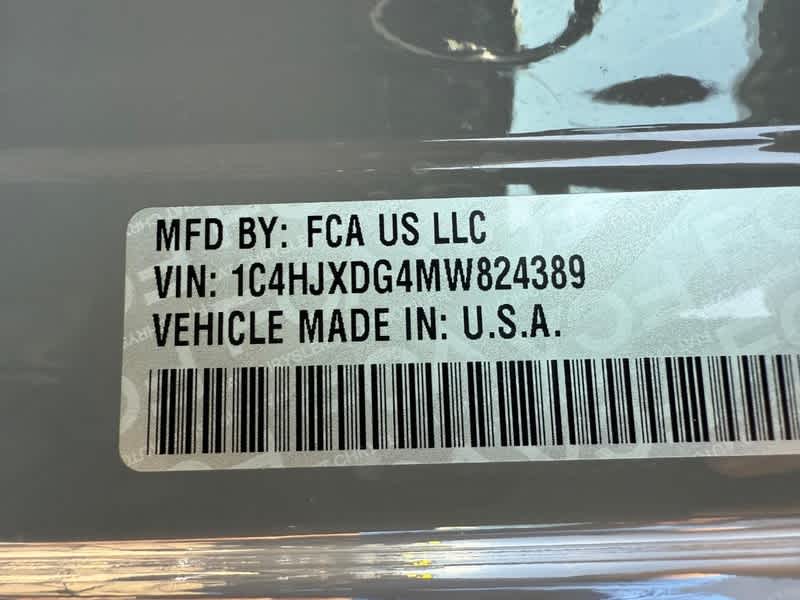 MFD BY: FCA US LLC
VIN: 1C4HJXDG4MW824389
VEHICLE MADE IN: U.S.A.